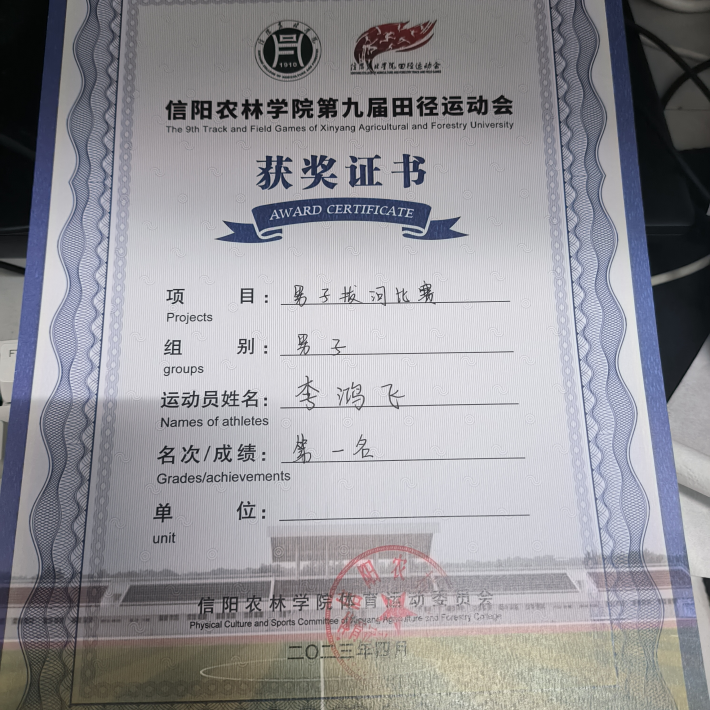 1910
信阳农林学院田径运动会
信阳农林学院第九届田径运动会
The 9th Track and Field Games of Xinyang Agricultural and Forestry University
获奖证书
AWARD CERTIFICATE
项 目： 男子拔河比赛
Projects
组 别： 男子
groups
运动员姓名： 李鸿飞
Names of athletes
名次/成绩： 第一名
Grades/achievements
单 位：
unit
信阳农林学院体育运动委员会
Physical Culture and Sports Committee of Xinyang Agriculture and Forestry College
二〇二三年四月